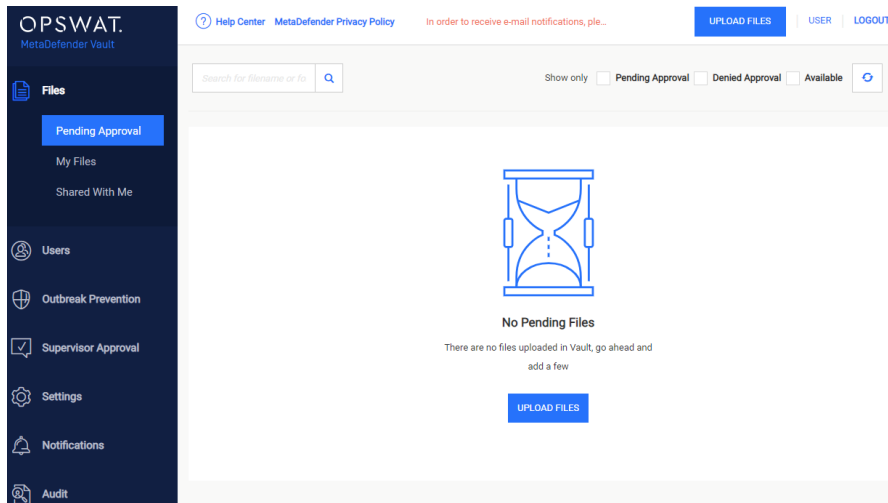 OPSWAT.
MetaDefender Vault
Files
Pending Approval
My Files
Shared With Me
Users
Outbreak Prevention
Supervisor Approval
Settings
Notifications
Audit
? Help Center MetaDefender Privacy Policy In order to receive e-mail notifications, ple... UPLOAD FILES USER LOGOUT
Search for filename or fo Show only Pending Approval Denied Approval Available
No Pending Files
There are no files uploaded in Vault, go ahead and
add a few
UPLOAD FILES